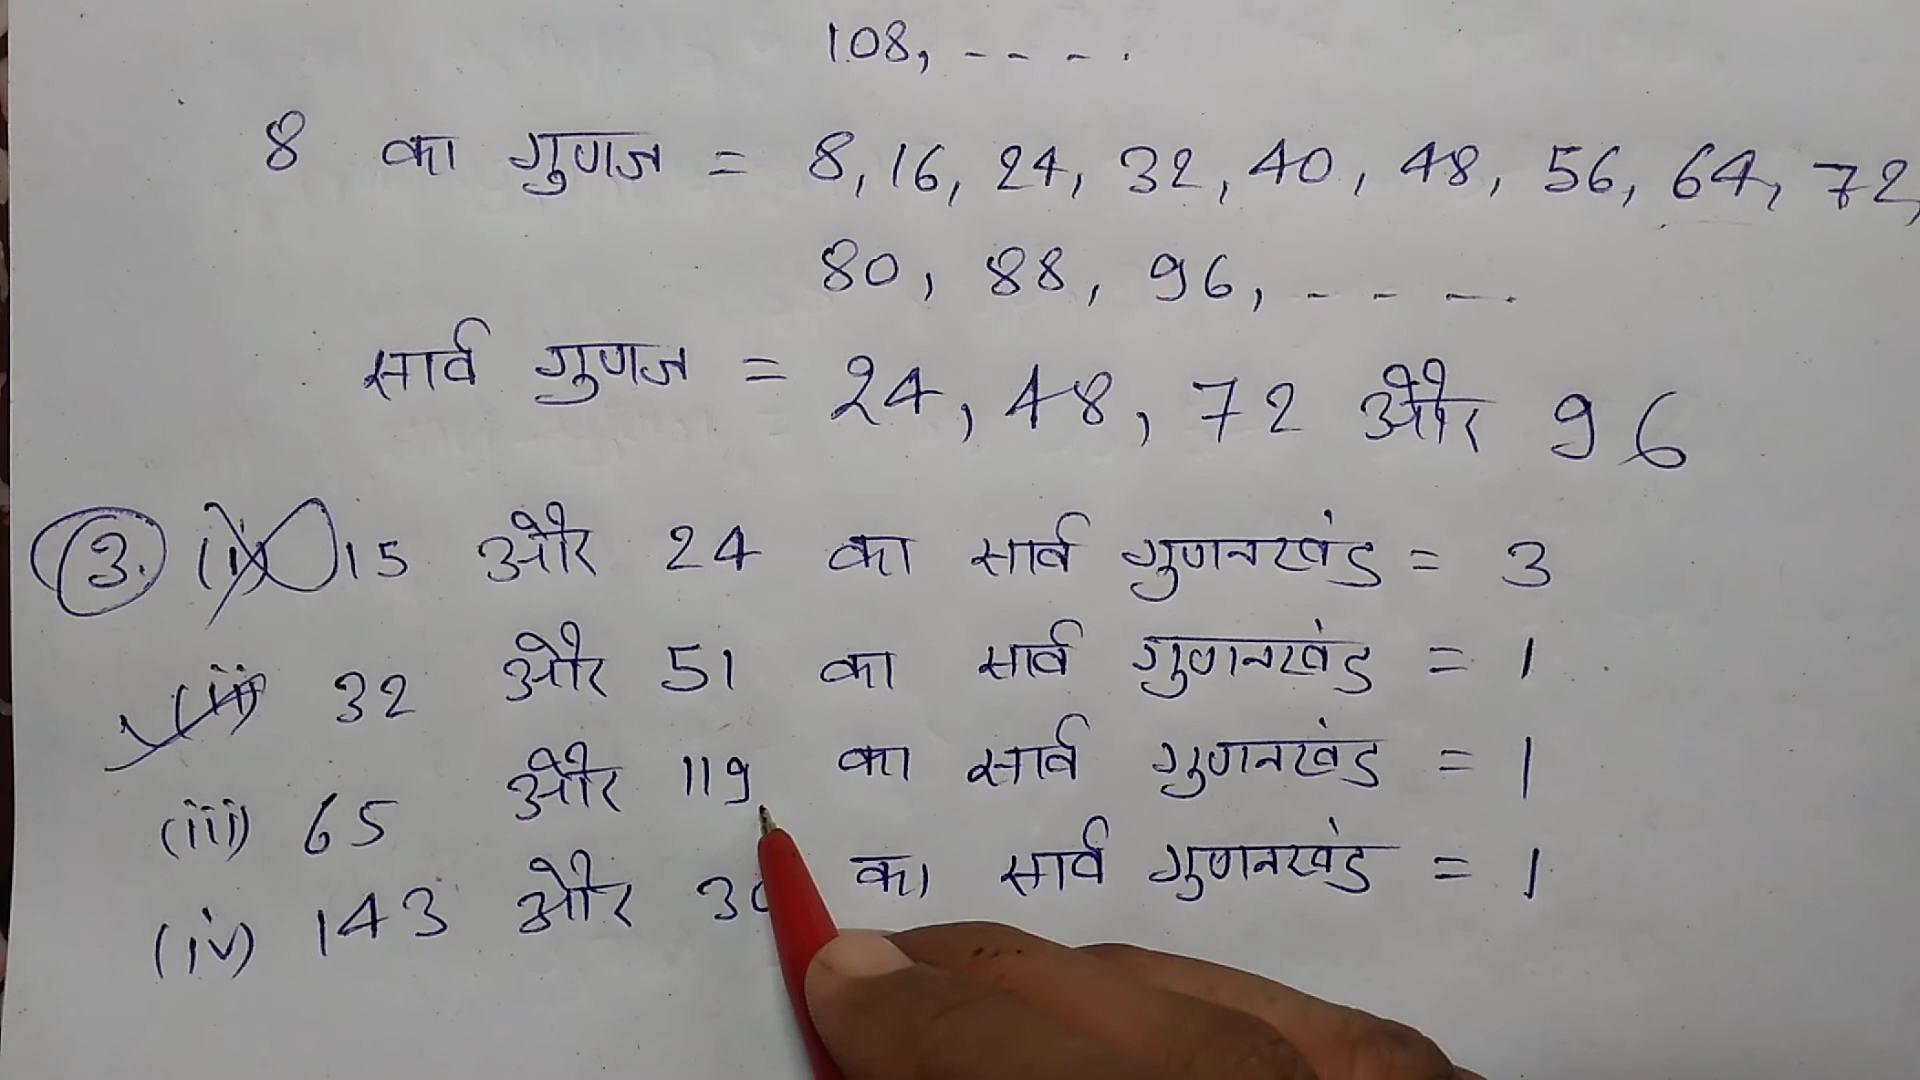 108, - - - .
8 का गुणज = 8, 16, 24, 32, 40, 48, 56, 64, 72,
80, 88, 96, - - - .
सार्व गुणज = 24, 48, 72 और 96
3. (i) 15 और 24 का सार्व गुणनखंड = 3
(ii) 32 और 51 का सार्व गुणनखंड = 1
(iii) 65 और 119 का सार्व गुणनखंड = 1
(iv) 143 और का सार्व गुणनखंड = 1